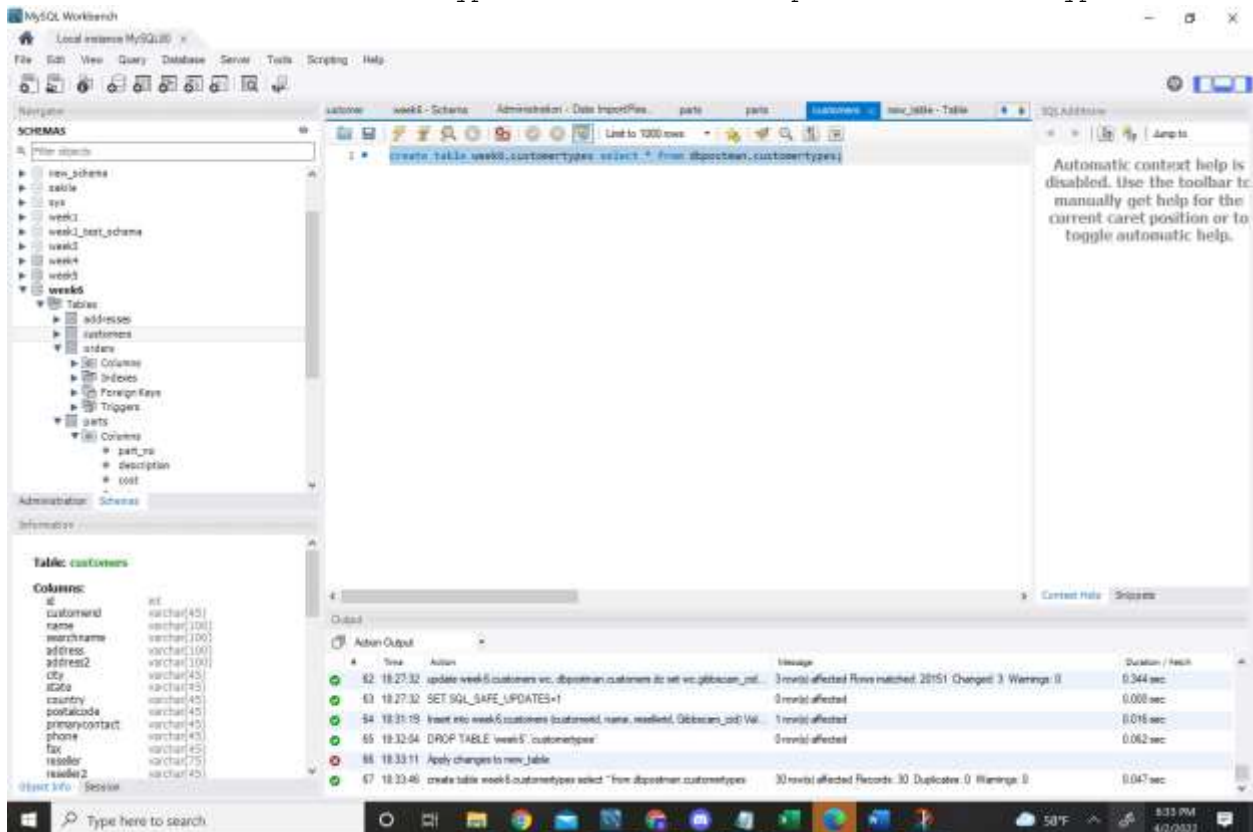 MySQL Workbench
Local instance MySQL80
File Edit View Query Database Server Tools Scripting Help
Navigator
SCHEMAS
Filter objects
new_schema
sakila
sys
week1
week1_test_schema
week3
week4
week5
week6
Tables
addresses
customers
orders
Columns
Indexes
Foreign Keys
Triggers
parts
Columns
part_no
description
cost
Administration Schemas
Information
Table: customers
Columns:
id int
customerid varchar(45)
name varchar(100)
searchname varchar(100)
address varchar(100)
address2 varchar(100)
city varchar(45)
state varchar(45)
country varchar(45)
postalcode varchar(45)
primarycontact varchar(45)
phone varchar(45)
fax varchar(45)
reseller varchar(75)
reseller2 varchar(45)
Object Info Session
customer week6 - Schema Administration - Data Import/Res... parts parts customers new_table - Table
Limit to 1000 rows
1 create table week6.customertypes select * from dbpostman.customertypes;
SQLAdditions
Jump to
Automatic context help is
disabled. Use the toolbar to
manually get help for the
current caret position or to
toggle automatic help.
Context Help Snippets
Output
Action Output
# Time Action Message Duration / Fetch
62 18:27:32 update week6.customers wc, dbpostman.customers dc set wc.gibbscam_cid... 3 row(s) affected Rows matched: 20151 Changed: 3 Warnings: 0 0.344 sec
63 18:27:32 SET SQL_SAFE_UPDATES=1 0 row(s) affected 0.000 sec
64 18:31:19 Insert into week6.customers (customerid, name, resellerid, Gibbscam_cid) Val... 1 row(s) affected 0.016 sec
65 18:32:04 DROP TABLE `week6`.`customertypes` 0 row(s) affected 0.062 sec
66 18:33:11 Apply changes to new_table
67 18:33:46 create table week6.customertypes select * from dbpostman.customertypes 30 row(s) affected Records: 30 Duplicates: 0 Warnings: 0 0.047 sec
Type here to search
58°F
6:33 PM